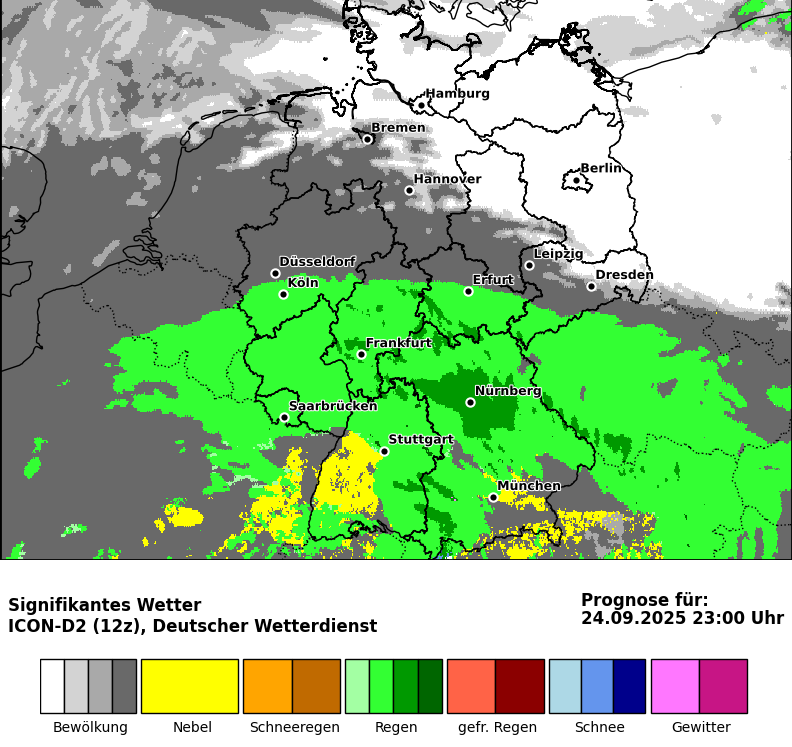 Hamburg
Bremen
Berlin
Hannover
Leipzig
Düsseldorf
Dresden
Köln
Erfurt
Frankfurt
Nürnberg
Saarbrücken
Stuttgart
München
Signifikantes Wetter
ICON-D2 (12z), Deutscher Wetterdienst
Prognose für:
24.09.2025 23:00 Uhr
Bewölkung
Nebel
Schneeregen
Regen
gefr. Regen
Schnee
Gewitter